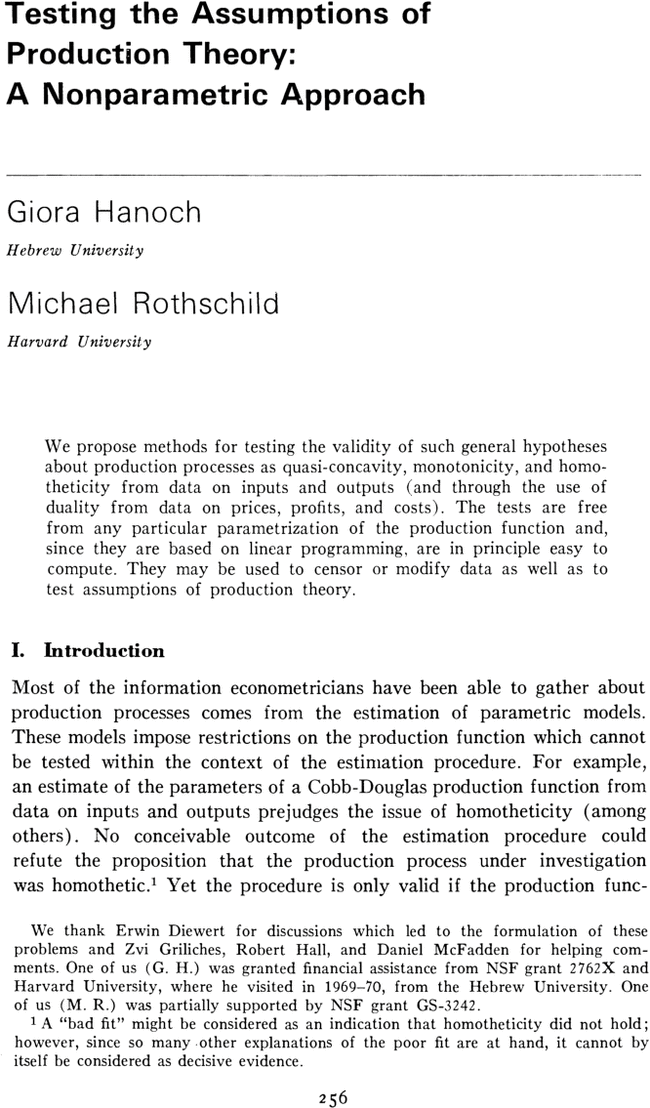 Testing the Assumptions of
Production Theory:
A Nonparametric Approach
Giora Hanoch
Hebrew University
Michael Rothschild
Harvard University
We propose methods for testing the validity of such general hypotheses
about production processes as quasi-concavity, monotonicity, and homo-
theticity from data on inputs and outputs (and through the use of
duality from data on prices, profits, and costs). The tests are free
from any particular parametrization of the production function and,
since they are based on linear programming, are in principle easy to
compute. They may be used to censor or modify data as well as to
test assumptions of production theory.
I. Introduction
Most of the information econometricians have been able to gather about
production processes comes from the estimation of parametric models.
These models impose restrictions on the production function which cannot
be tested within the context of the estimation procedure. For example,
an estimate of the parameters of a Cobb-Douglas production function from
data on inputs and outputs prejudges the issue of homotheticity (among
others). No conceivable outcome of the estimation procedure could
refute the proposition that the production process under investigation
was homothetic.¹ Yet the procedure is only valid if the production func-
We thank Erwin Diewert for discussions which led to the formulation of these
problems and Zvi Griliches, Robert Hall, and Daniel McFadden for helping com-
ments. One of us (G. H.) was granted financial assistance from NSF grant 2762X and
Harvard University, where he visited in 1969–70, from the Hebrew University. One
of us (M. R.) was partially supported by NSF grant GS-3242.
¹ A “bad fit” might be considered as an indication that homotheticity did not hold;
however, since so many other explanations of the poor fit are at hand, it cannot by
itself be considered as decisive evidence.
256